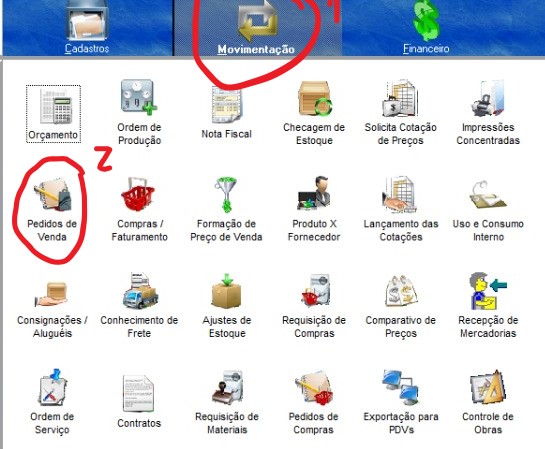 1
Cadastros
Movimentação
Financeiro
Orçamento
Ordem de
Produção
Nota Fiscal
Checagem de
Estoque
Solicita Cotação
de Preços
Impressões
Concentradas
2
Pedidos de
Venda
Compras /
Faturamento
Formação de
Preço de Venda
Produto X
Fornecedor
Lançamento das
Cotações
Uso e Consumo
Interno
Consignações /
Aluguéis
Conhecimento de
Frete
Ajustes de
Estoque
Requisição de
Compras
Comparativo de
Preços
Recepção de
Mercadorias
Ordem de
Serviço
Contratos
Requisição de
Materiais
Pedidos de
Compras
Exportação para
PDVs
Controle de
Obras